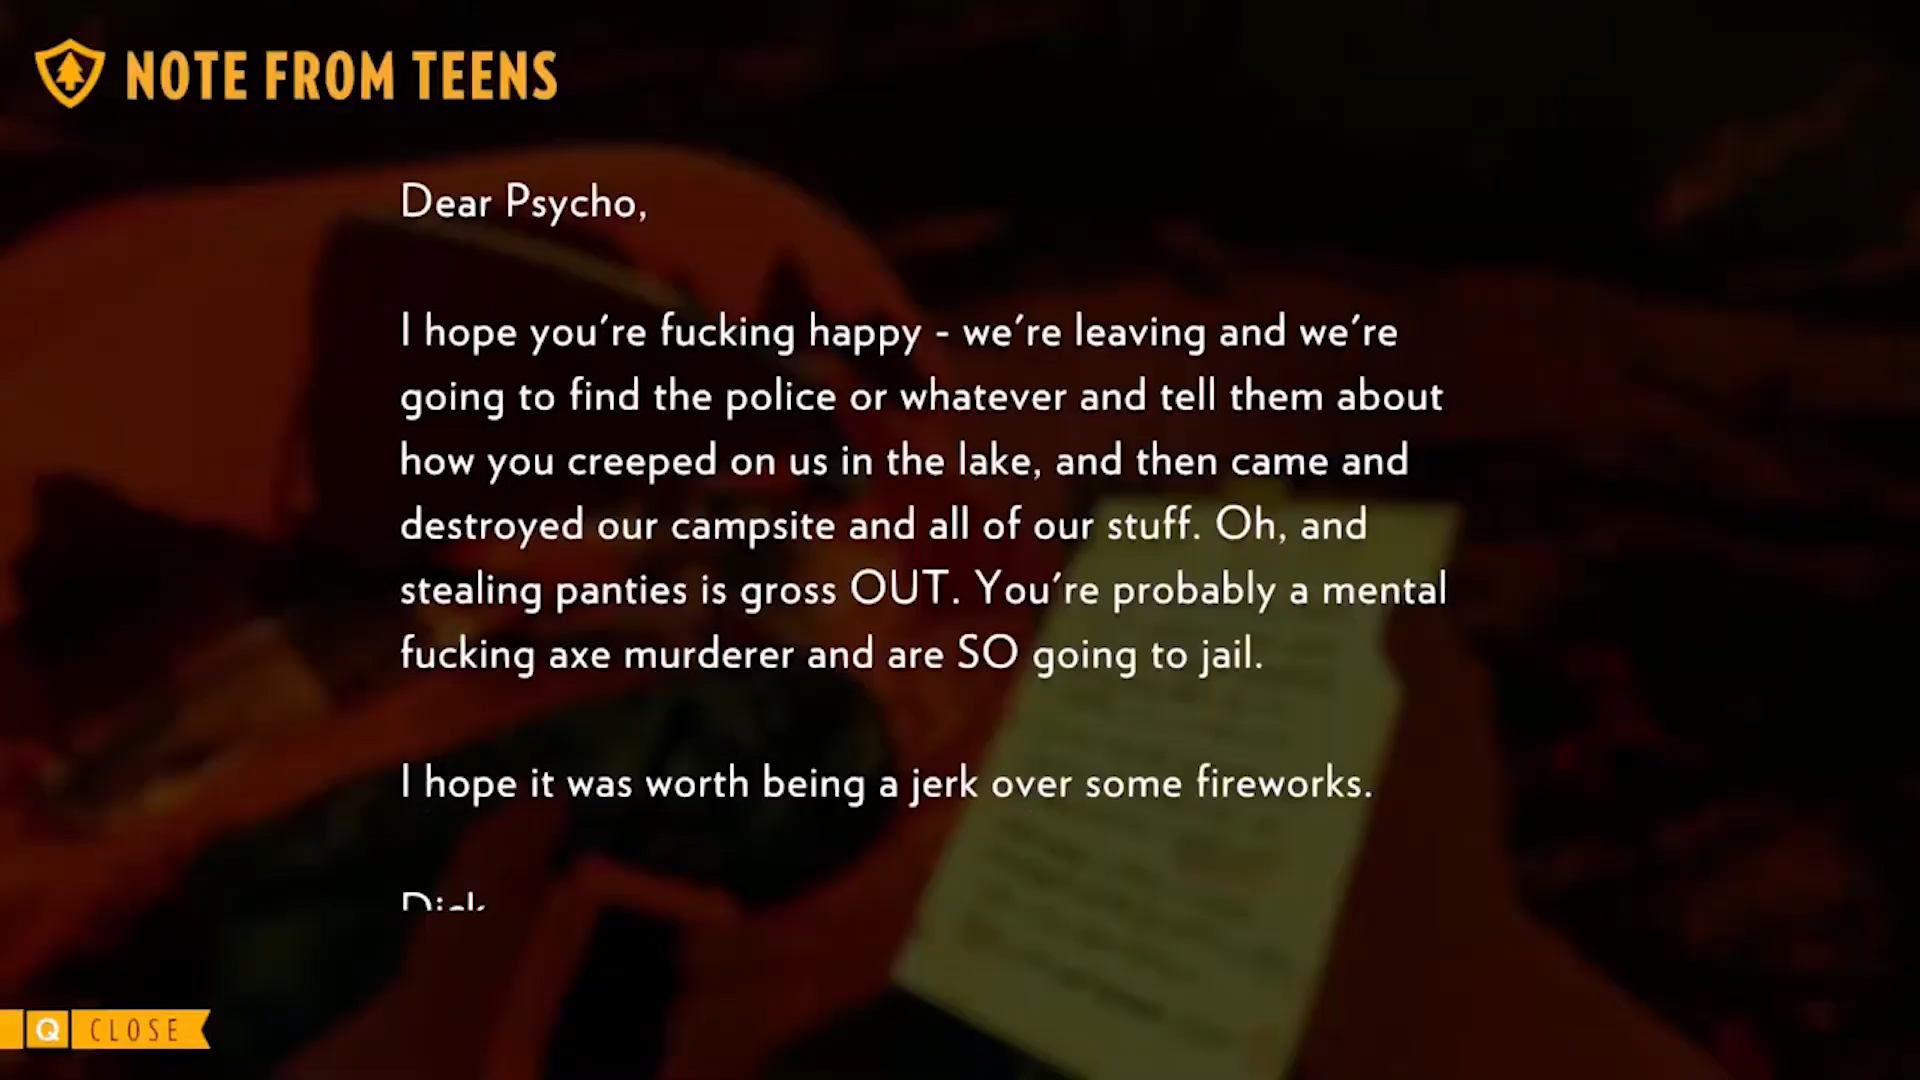 NOTE FROM TEENS
Dear Psycho,
I hope you're fucking happy - we're leaving and we're
going to find the police or whatever and tell them about
how you creeped on us in the lake, and then came and
destroyed our campsite and all of our stuff. Oh, and
stealing panties is gross OUT. You're probably a mental
fucking axe murderer and are SO going to jail.
I hope it was worth being a jerk over some fireworks.
Q CLOSE